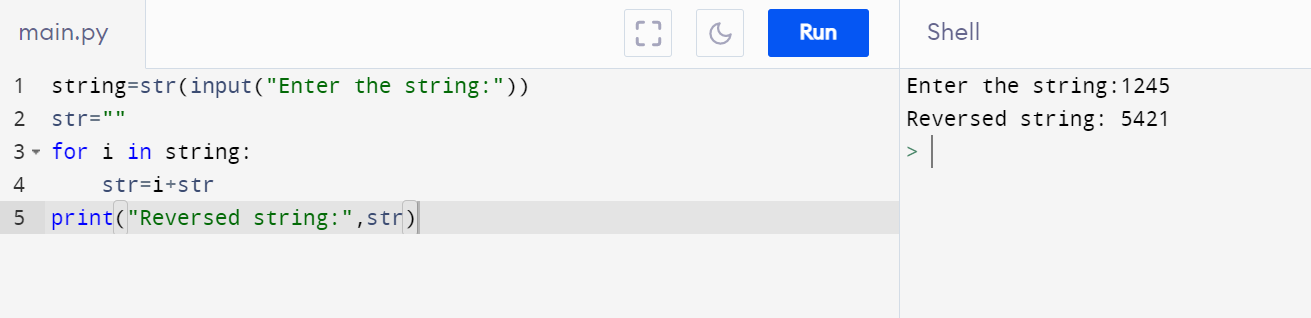 main.py
Run
Shell
1 string=str(input("Enter the string:"))
2 str=""
3 for i in string:
4     str=i+str
5 print("Reversed string:",str)
Enter the string:1245
Reversed string: 5421
>